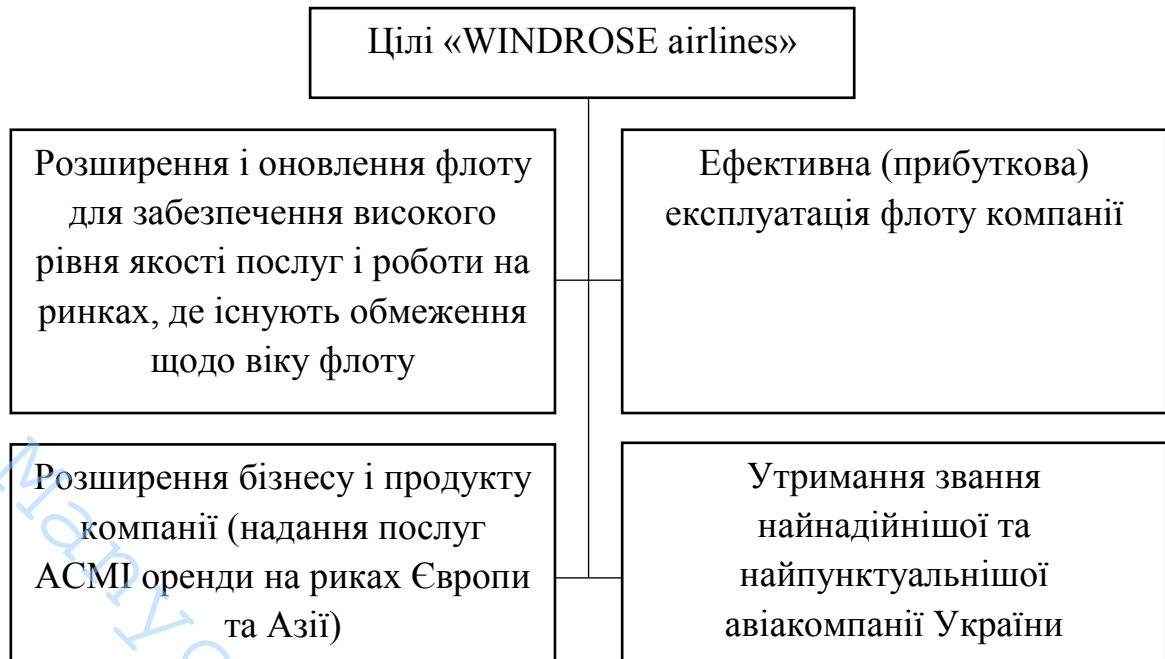 Цілі «WINDROSE airlines»
Розширення і оновлення флоту
для забезпечення високого
рівня якості послуг і роботи на
ринках, де існують обмеження
щодо віку флоту
Ефективна (прибуткова)
експлуатація флоту компанії
Розширення бізнесу і продукту
компанії (надання послуг
АСМІ оренди на риках Європи
та Азії)
Утримання звання
найнадійнішої та
найпунктуальнішої
авіакомпанії України